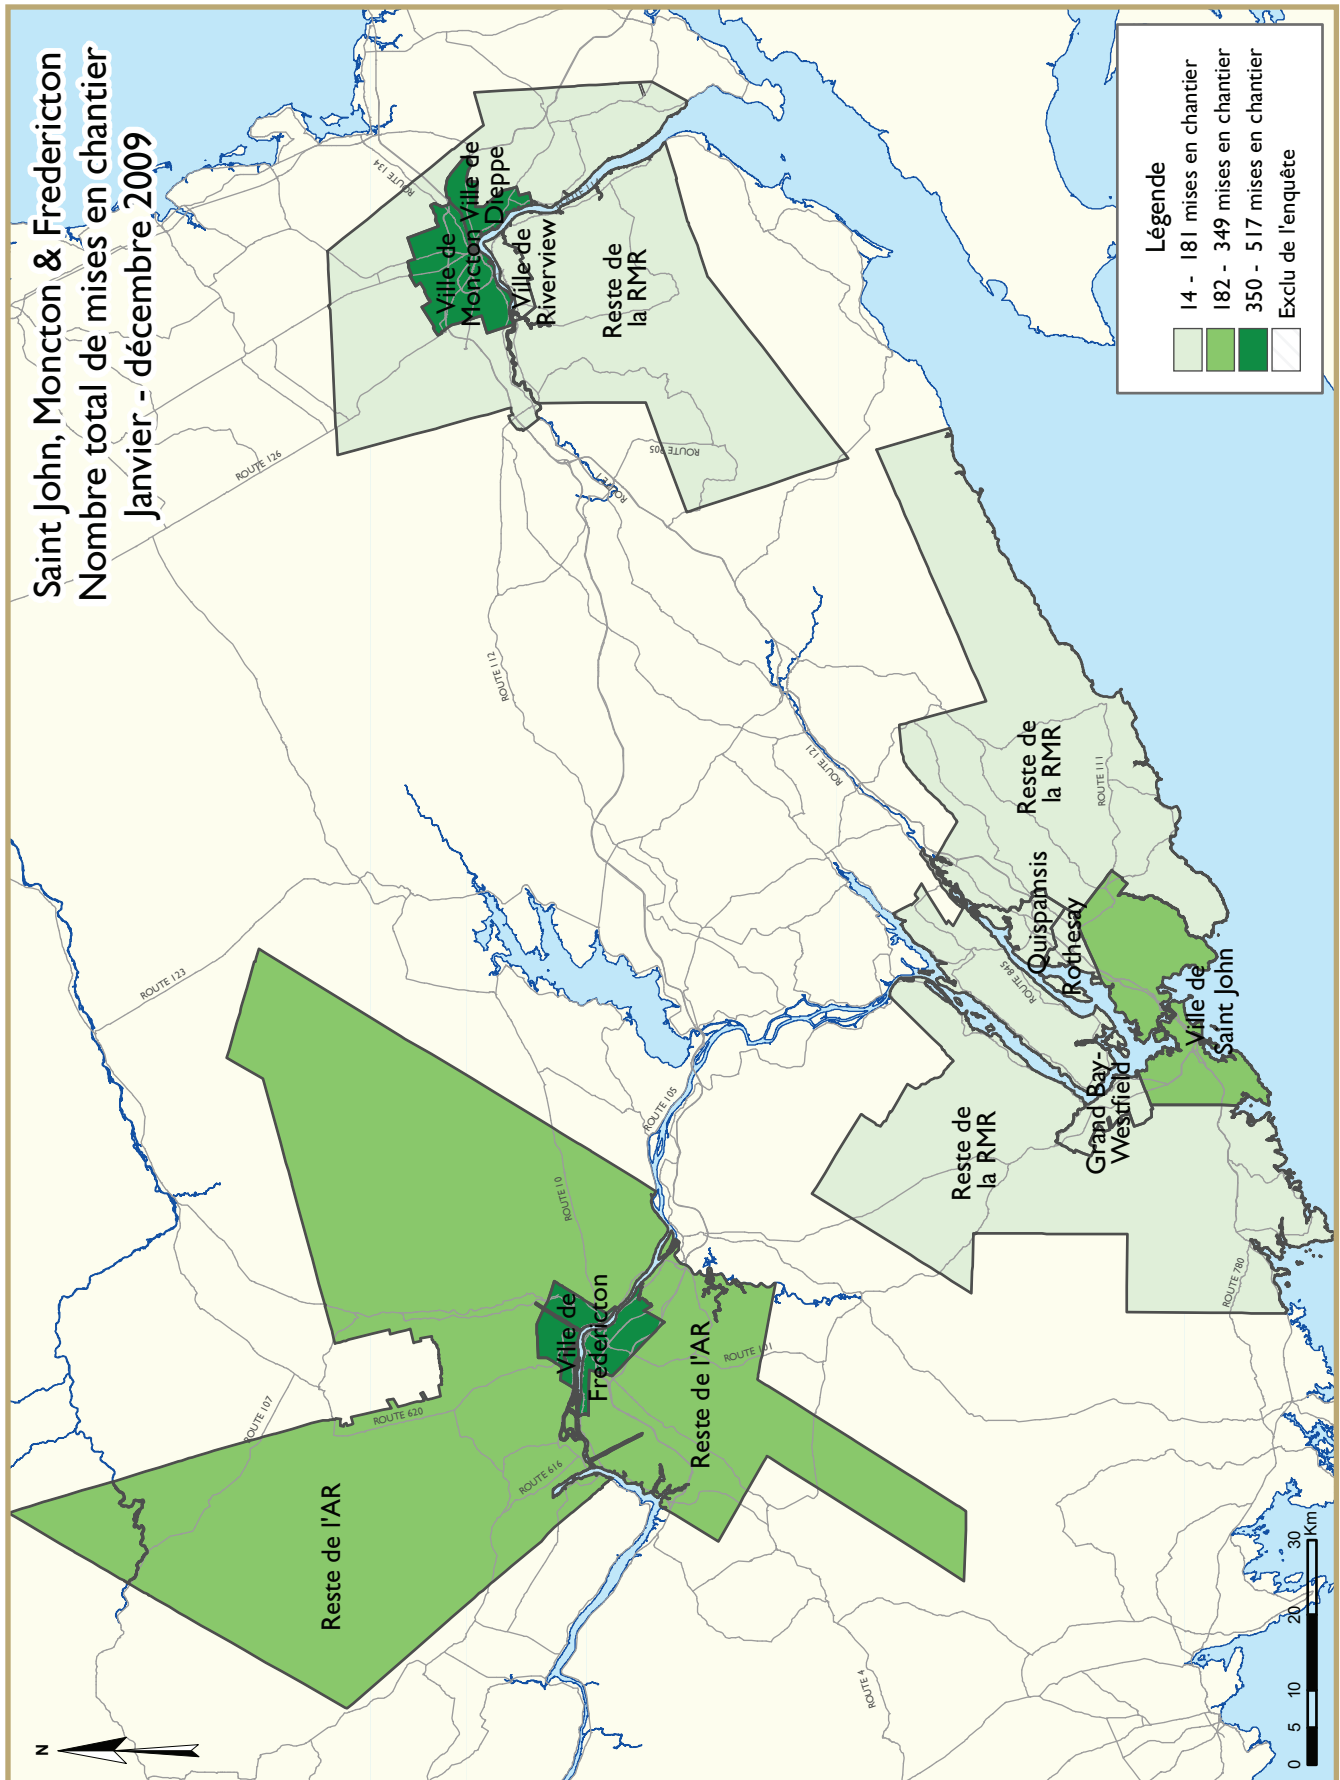 Saint John, Moncton & Fredericton
Nombre total de mises en chantier
Janvier - décembre 2009
N
ROUTE 134
ROUTE 126
Ville de
Moncton
Ville de
Dieppe
ROUTE 114
Ville de
Riverview
Reste de
la RMR
ROUTE 905
ROUTE 1
ROUTE 112
ROUTE 123
ROUTE 107
ROUTE 620
ROUTE 616
Reste de l'AR
ROUTE 10
ROUTE 105
Ville de
Fredericton
Reste de l'AR
ROUTE 101
ROUTE 121
Reste de
la RMR
ROUTE 111
Quispamsis
Rothesay
ROUTE 845
Ville de
Saint John
Grand Bay-
Westfield
Reste de
la RMR
ROUTE 780
ROUTE 4
Légende
14 - 181 mises en chantier
182 - 349 mises en chantier
350 - 517 mises en chantier
Exclu de l'enquête
0 5 10 20 30
Km